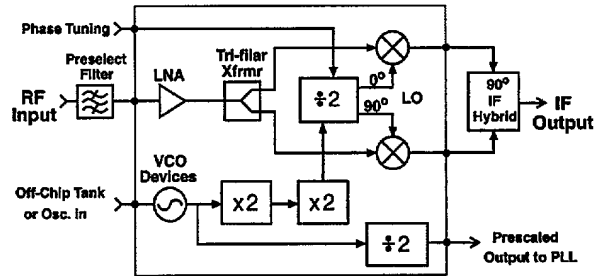 Phase Tuning
Preselect
Filter
LNA
Tri-filar
Xfrmr
RF
Input
÷2
0°
90°
LO
90°
IF
Hybrid
IF
Output
VCO
Devices
Off-Chip Tank
or Osc. In
x2
x2
÷2
Prescaled
Output to PLL